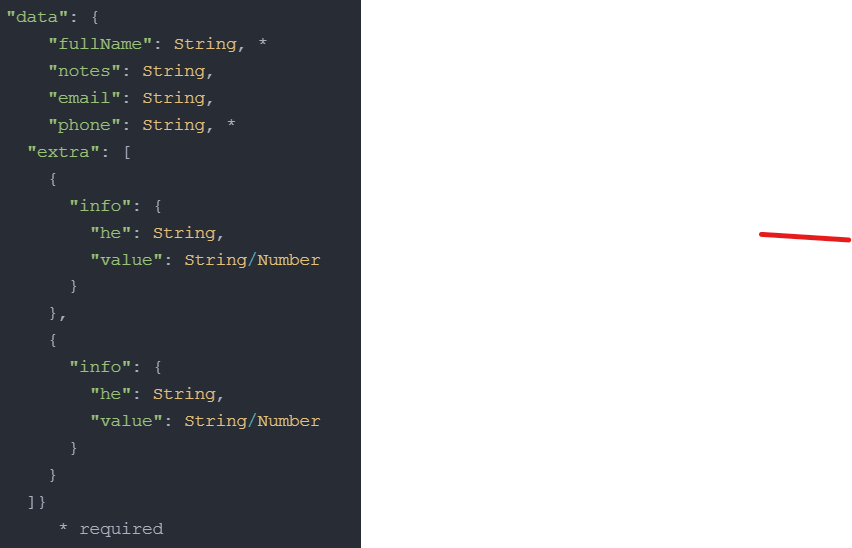 "data": {
"fullName": String, *
"notes": String,
"email": String,
"phone": String, *
"extra": [
{
"info": {
"he": String,
"value": String/Number
}
},
{
"info": {
"he": String,
"value": String/Number
}
}
]}
* required